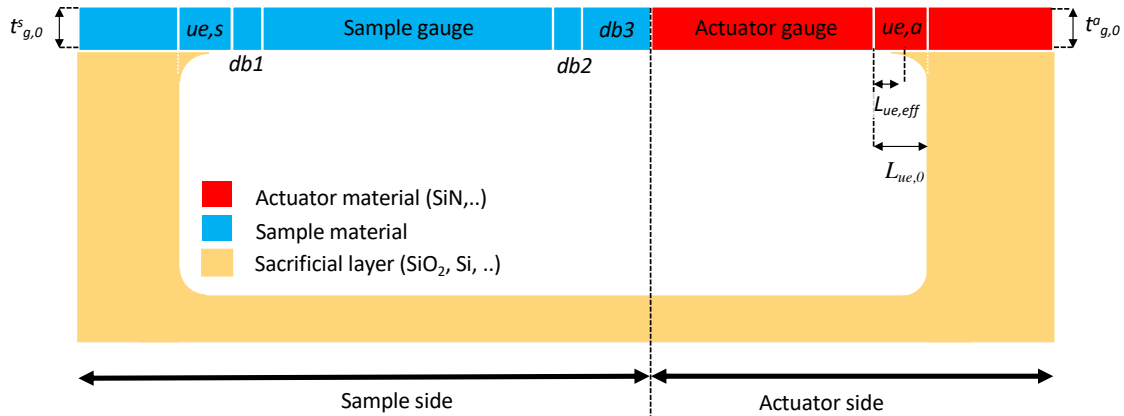 t^s_{g,0}
ue,s
db1
Sample gauge
db2
db3
Actuator gauge
ue,a
t^a_{g,0}
L_{ue,eff}
L_{ue,0}
Actuator material (SiN,..)
Sample material
Sacrificial layer (SiO₂, Si, ..)
Sample side
Actuator side